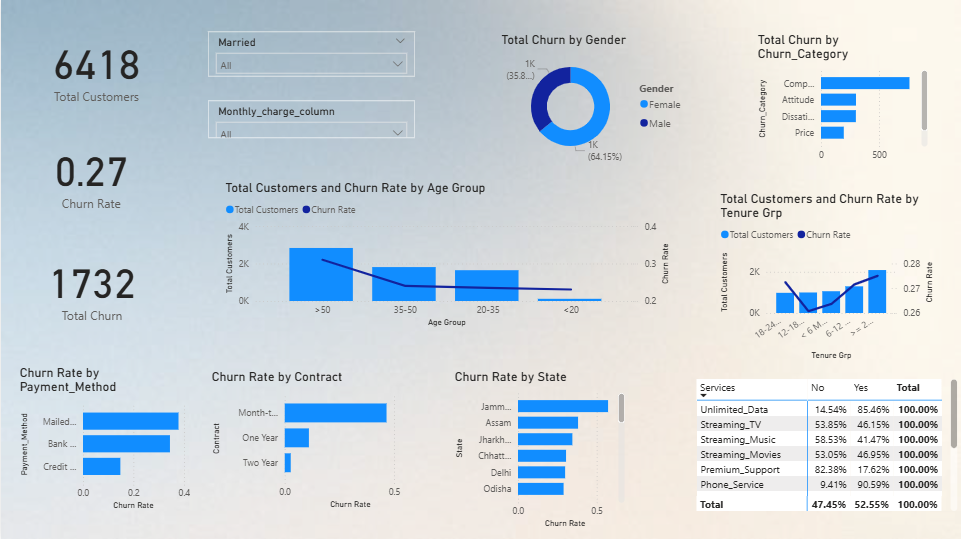 6418
Total Customers
0.27
Churn Rate
1732
Total Churn
Married
All
Monthly_charge_column
All
Total Churn by Gender
1K
(35.8...)
1K
(64.15%)
Gender
Female
Male
Total Churn by
Churn_Category
Churn_Category
Comp...
Attitude
Dissati...
Price
0 500
Total Customers and Churn Rate by Age Group
Total Customers Churn Rate
Total Customers
4K
2K
0K
0.4
0.3
0.2
Churn Rate
>50 35-50 20-35 <20
Age Group
Total Customers and Churn Rate by
Tenure Grp
Total Customers Churn Rate
Total Customers
2K
0K
0.28
0.27
0.26
Churn Rate
18-24... 12-18... < 6 M... 6-12 ... >= 2...
Tenure Grp
Churn Rate by
Payment_Method
Payment_Method
Mailed...
Bank ...
Credit ...
0.0 0.2 0.4
Churn Rate
Churn Rate by Contract
Contract
Month-t...
One Year
Two Year
0.0 0.5
Churn Rate
Churn Rate by State
State
Jamm...
Assam
Jharkh...
Chhatt...
Delhi
Odisha
0.0 0.5
Churn Rate
Services No Yes Total
Unlimited_Data 14.54% 85.46% 100.00%
Streaming_TV 53.85% 46.15% 100.00%
Streaming_Music 58.53% 41.47% 100.00%
Streaming_Movies 53.05% 46.95% 100.00%
Premium_Support 82.38% 17.62% 100.00%
Phone_Service 9.41% 90.59% 100.00%
Total 47.45% 52.55% 100.00%